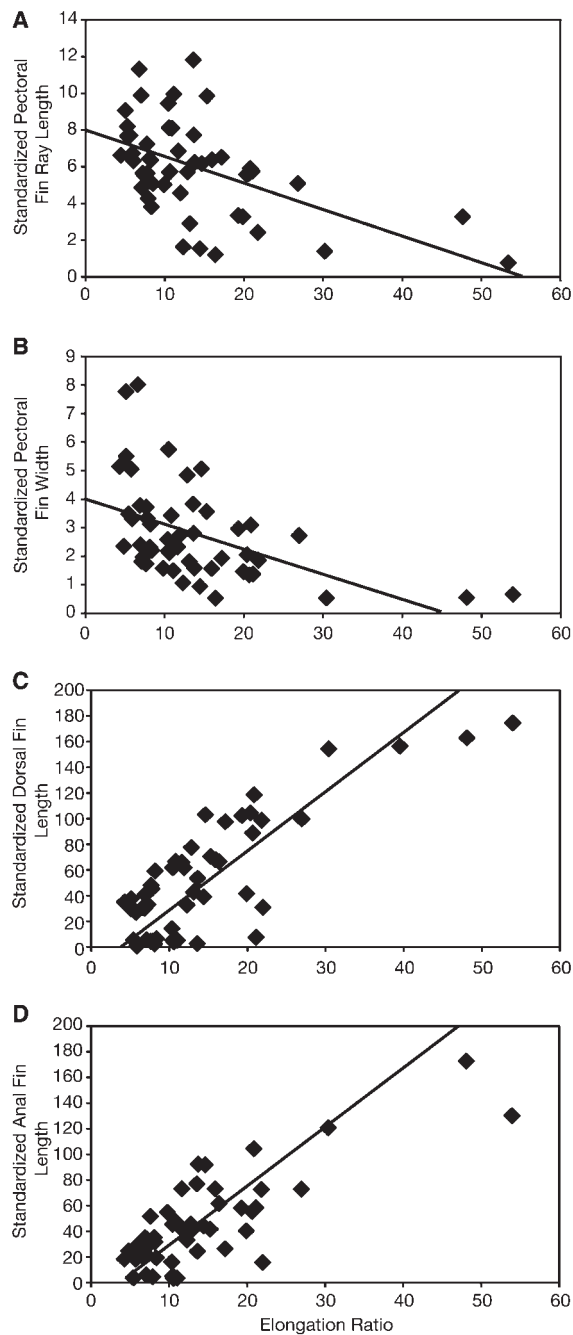 A
Standardized Pectoral
Fin Ray Length
14
12
10
8
6
4
2
0
0 10 20 30 40 50 60
B
Standardized Pectoral
Fin Width
9
8
7
6
5
4
3
2
1
0
0 10 20 30 40 50 60
C
Standardized Dorsal Fin
Length
200
180
160
140
120
100
80
60
40
20
0
0 10 20 30 40 50 60
D
Standardized Anal Fin
Length
200
180
160
140
120
100
80
60
40
20
0
0 10 20 30 40 50 60
Elongation Ratio